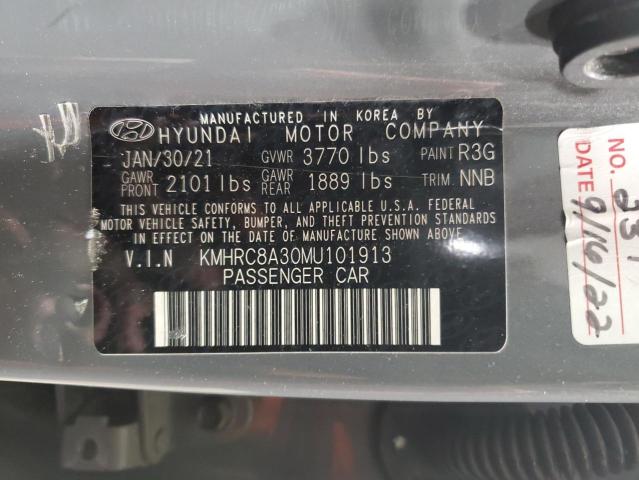 MANUFACTURED IN KOREA BY
HYUNDAI MOTOR COMPANY
JAN/30/21 GVWR 3770 lbs PAINT R3G
GAWR FRONT 2101 lbs GAWR REAR 1889 lbs TRIM NNB
THIS VEHICLE CONFORMS TO ALL APPLICABLE U.S.A. FEDERAL
MOTOR VEHICLE SAFETY, BUMPER, AND THEFT PREVENTION STANDARDS
IN EFFECT ON THE DATE OF MANUFACTURE SHOWN ABOVE.
V.I.N KMHRC8A30MU101913
PASSENGER CAR
NO.
DATE 9/16/22